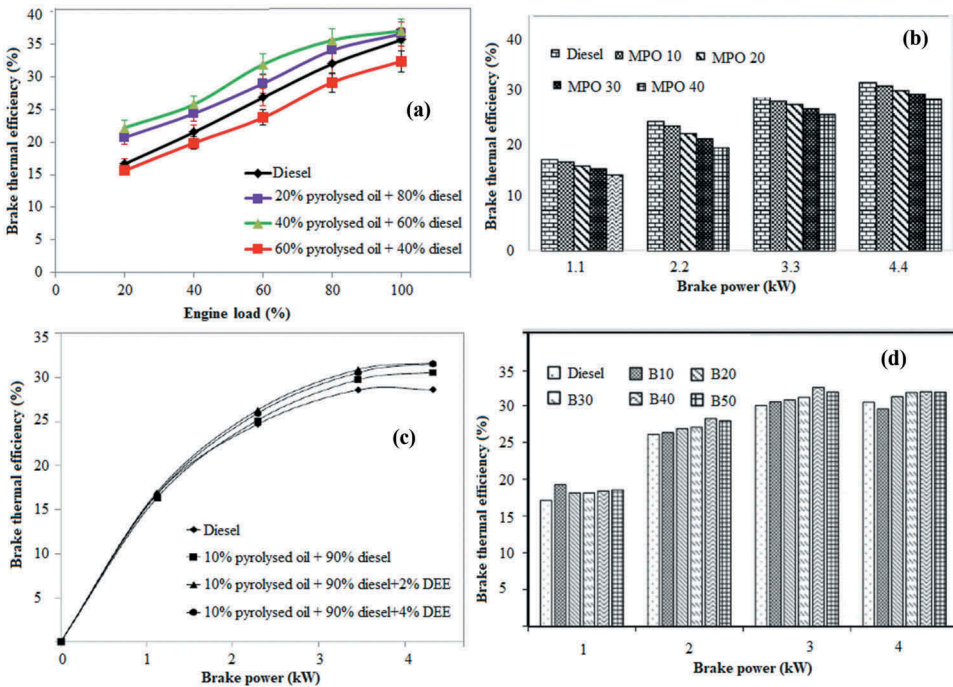 Brake thermal efficiency (%)
40
35
30
25
20
15
10
5
0
(a)
Diesel
20% pyrolysed oil + 80% diesel
40% pyrolysed oil + 60% diesel
60% pyrolysed oil + 40% diesel
0 20 40 60 80 100
Engine load (%)
Brake thermal efficiency (%)
40
30
20
10
0
(b)
Diesel MPO 10 MPO 20
MPO 30 MPO 40
1.1 2.2 3.3 4.4
Brake power (kW)
Brake thermal efficiency (%)
35
30
25
20
15
10
5
(c)
Diesel
10% pyrolysed oil + 90% diesel
10% pyrolysed oil + 90% diesel+2% DEE
10% pyrolysed oil + 90% diesel+4% DEE
0 1 2 3 4
Brake power (kW)
Brake thermal efficiency (%)
35
30
25
20
15
10
5
(d)
Diesel B10 B20
B30 B40 B50
1 2 3 4
Brake power (kW)